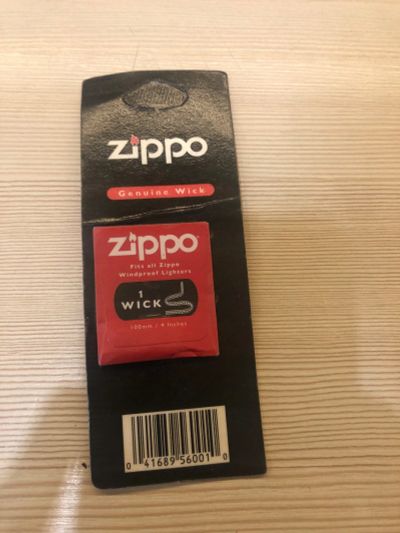 zippo
Genuine Wick
zippo
Fits all Zippo
Windproof Lighters
1
WICK
100mm / 4 inches
0 41689 56001 0